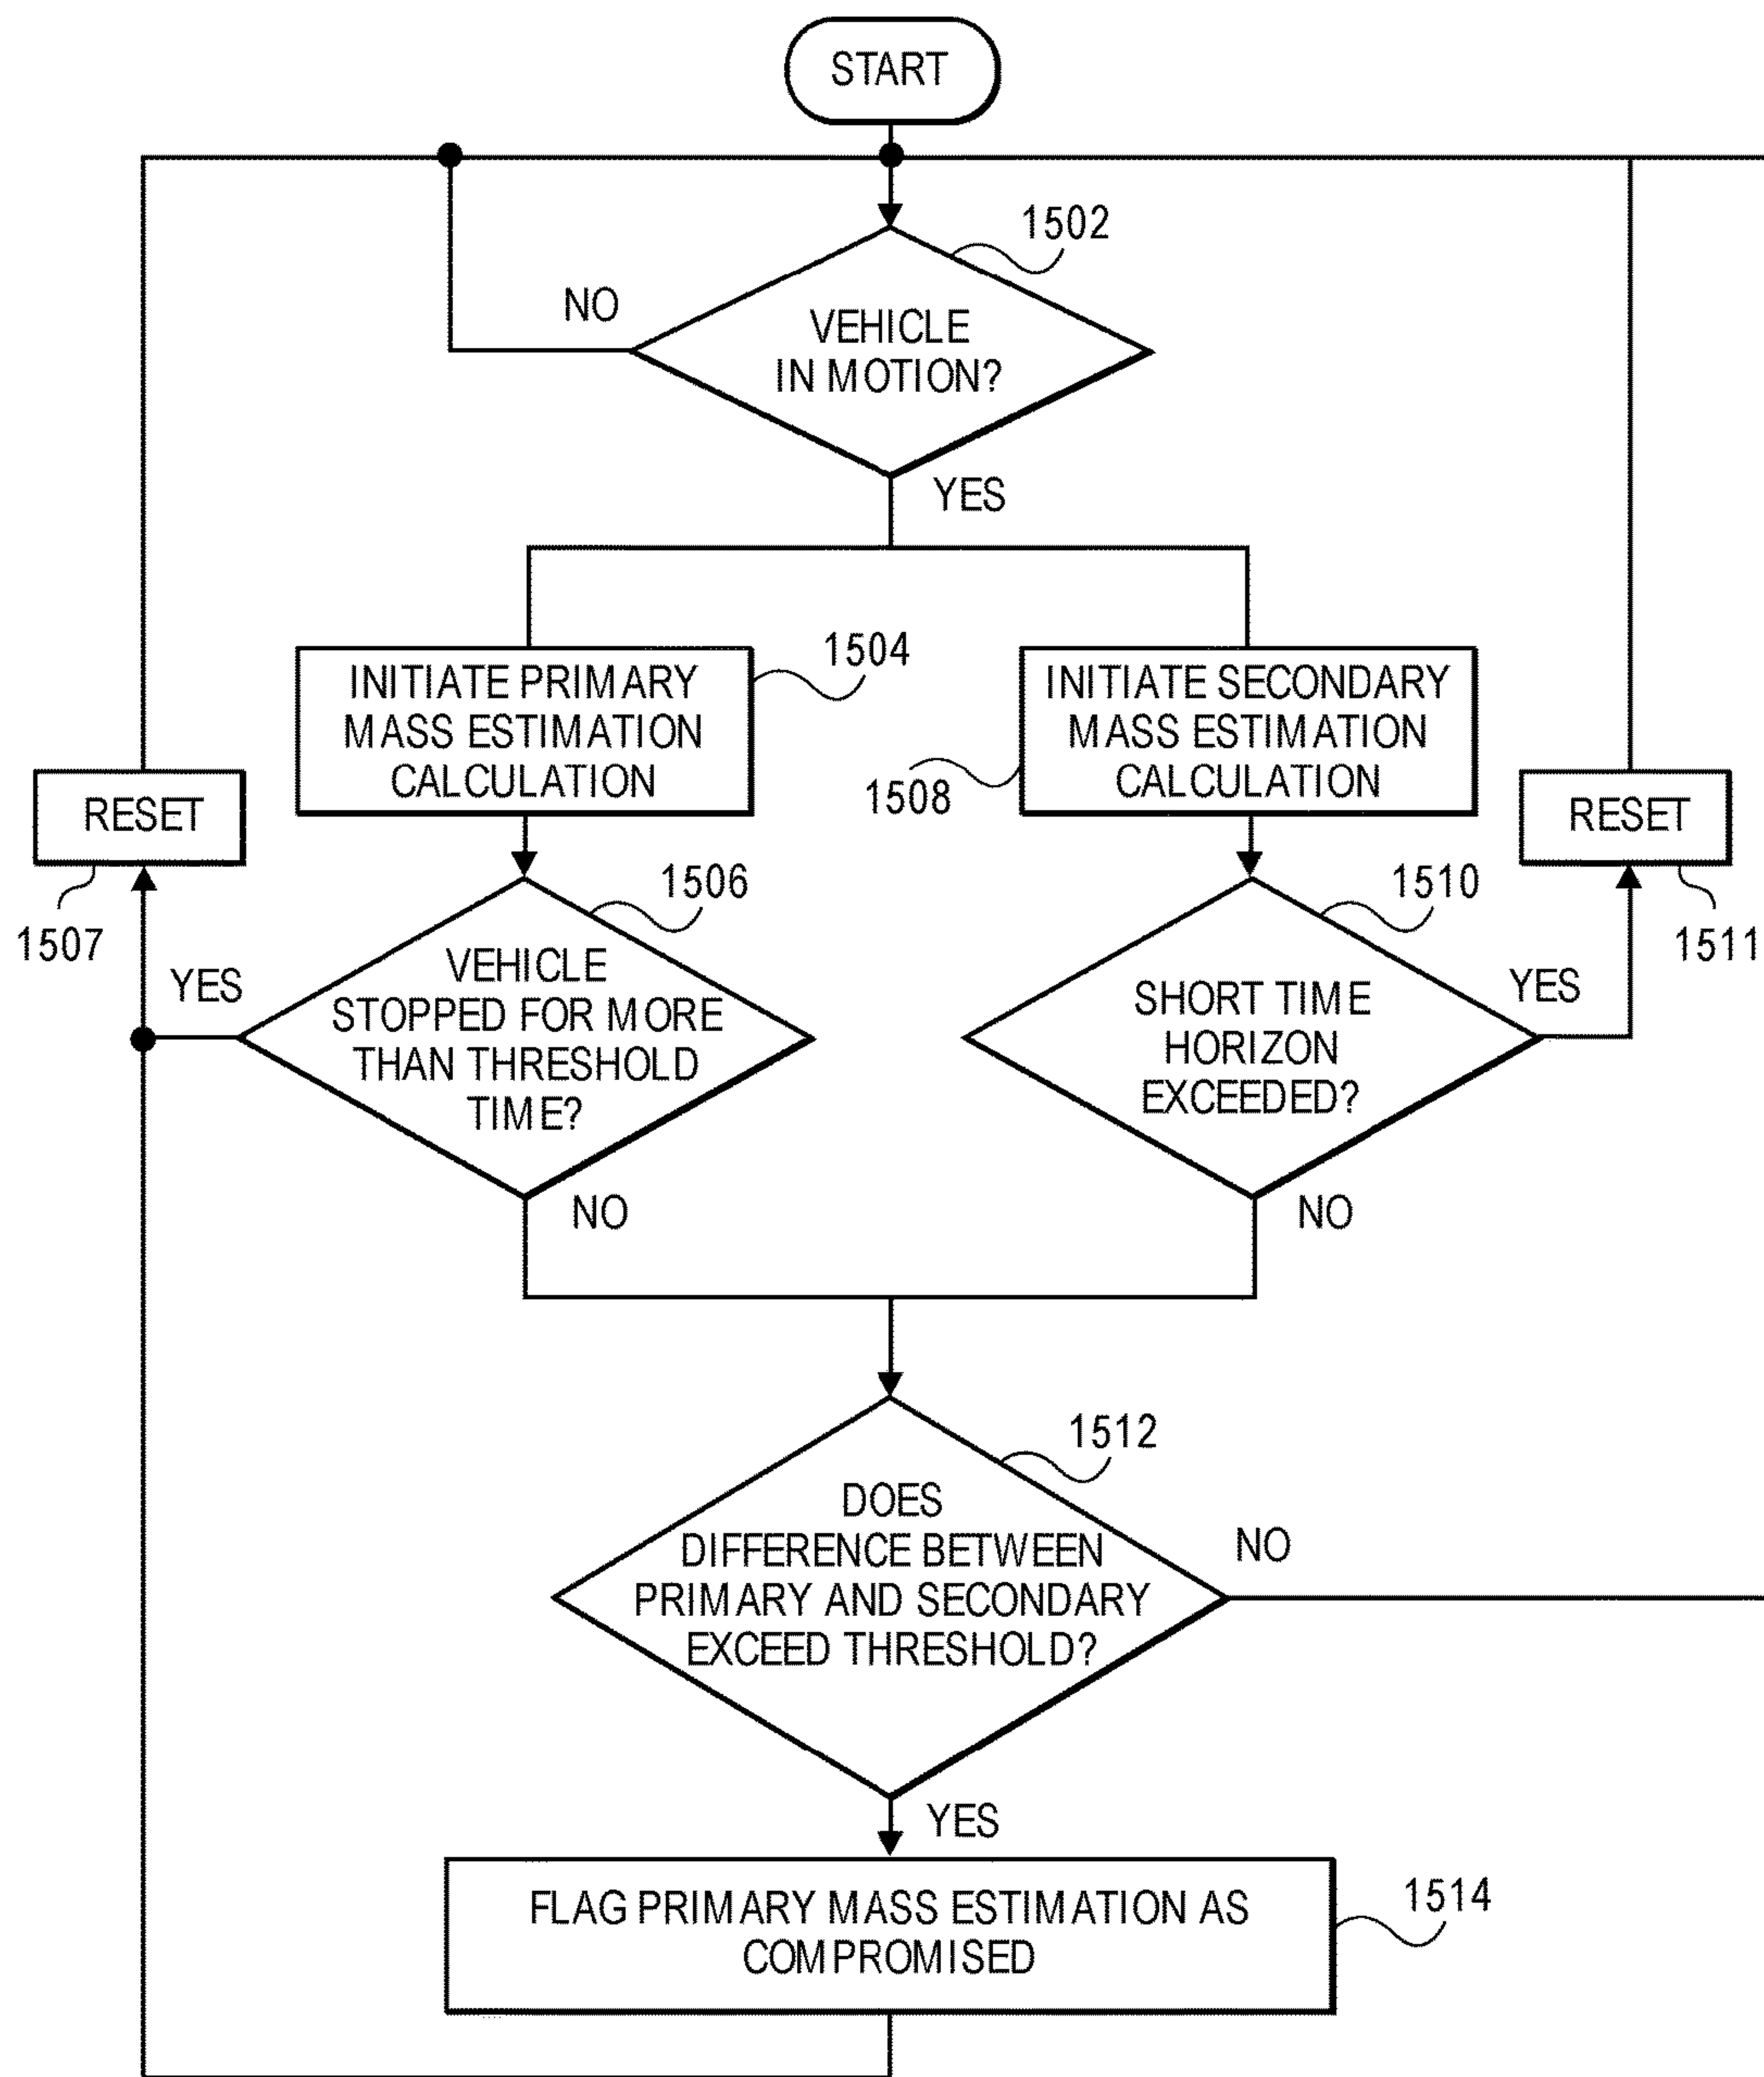 START
1502
NO
VEHICLE
IN MOTION?
YES
INITIATE PRIMARY
MASS ESTIMATION
CALCULATION
1504
INITIATE SECONDARY
MASS ESTIMATION
CALCULATION
1508
RESET
1507
RESET
1511
1506
YES
VEHICLE
STOPPED FOR MORE
THAN THRESHOLD
TIME?
NO
1510
SHORT TIME
HORIZON
EXCEEDED?
YES
NO
1512
DOES
DIFFERENCE BETWEEN
PRIMARY AND SECONDARY
EXCEED THRESHOLD?
NO
YES
FLAG PRIMARY MASS ESTIMATION AS
COMPROMISED
1514